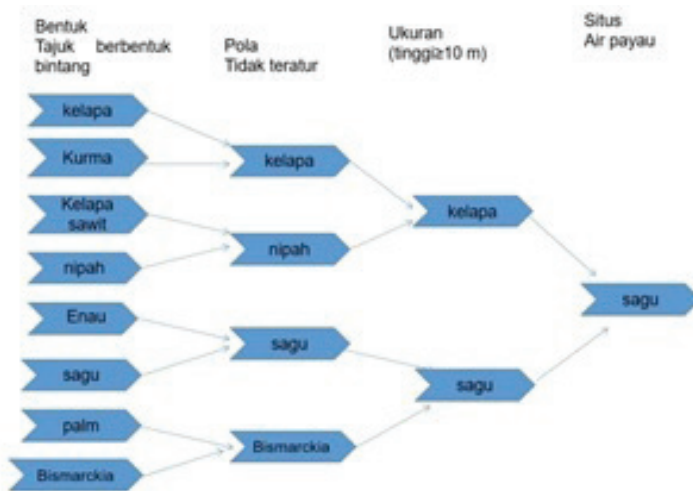 Bentuk
Tajuk berbentuk
bintang
Pola
Tidak teratur
Ukuran
(tinggi≥10 m)
Situs
Air payau
kelapa
Kurma
Kelapa
sawit
nipah
Enau
sagu
palm
Bismarckia
kelapa
nipah
sagu
Bismarckia
kelapa
sagu
sagu